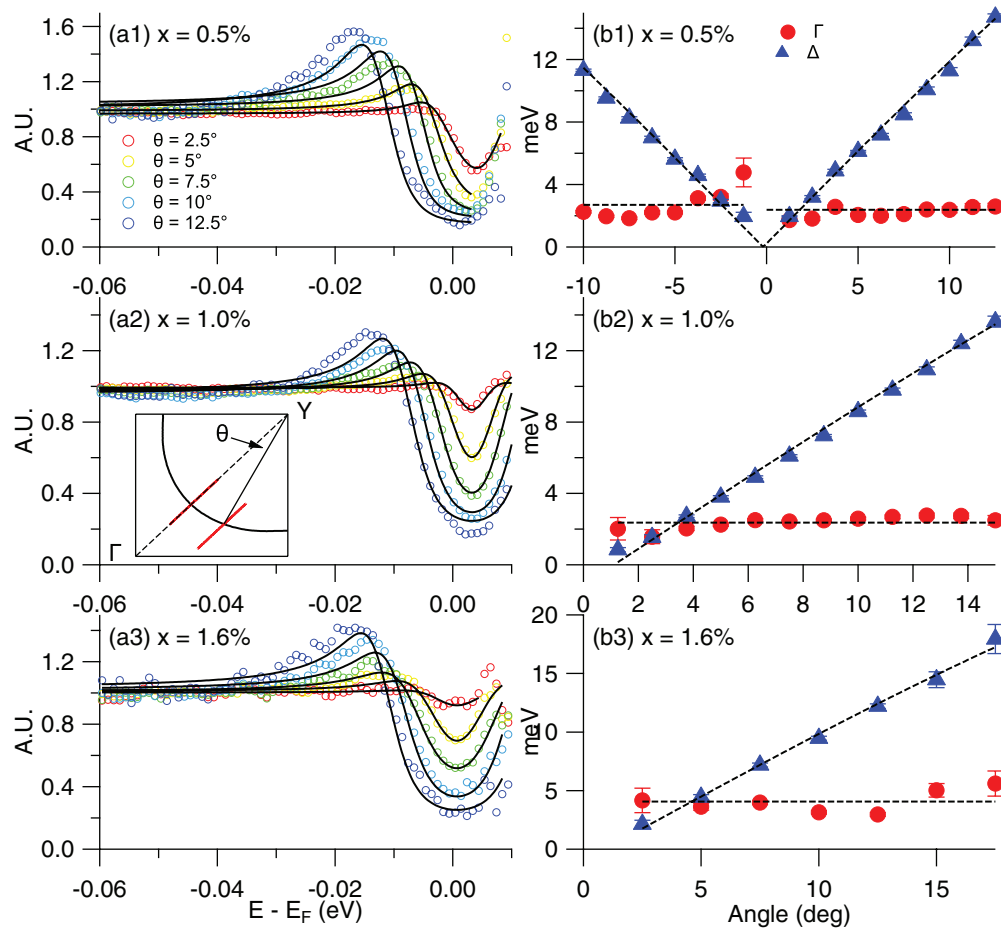 (a1) x = 0.5%
A.U.
1.6
1.2
0.8
0.4
0.0
θ = 2.5°
θ = 5°
θ = 7.5°
θ = 10°
θ = 12.5°
-0.06
-0.04
-0.02
0.00
(b1) x = 0.5%
Γ
Δ
meV
12
8
4
0
-10
-5
0
5
10
(a2) x = 1.0%
A.U.
1.2
0.8
0.4
0.0
θ
Y
Γ
-0.06
-0.04
-0.02
0.00
(b2) x = 1.0%
meV
12
8
4
0
0
2
4
6
8
10
12
14
(a3) x = 1.6%
A.U.
1.2
0.8
0.4
0.0
-0.06
-0.04
-0.02
0.00
E - EF (eV)
(b3) x = 1.6%
meV
20
15
10
5
0
0
5
10
15
Angle (deg)